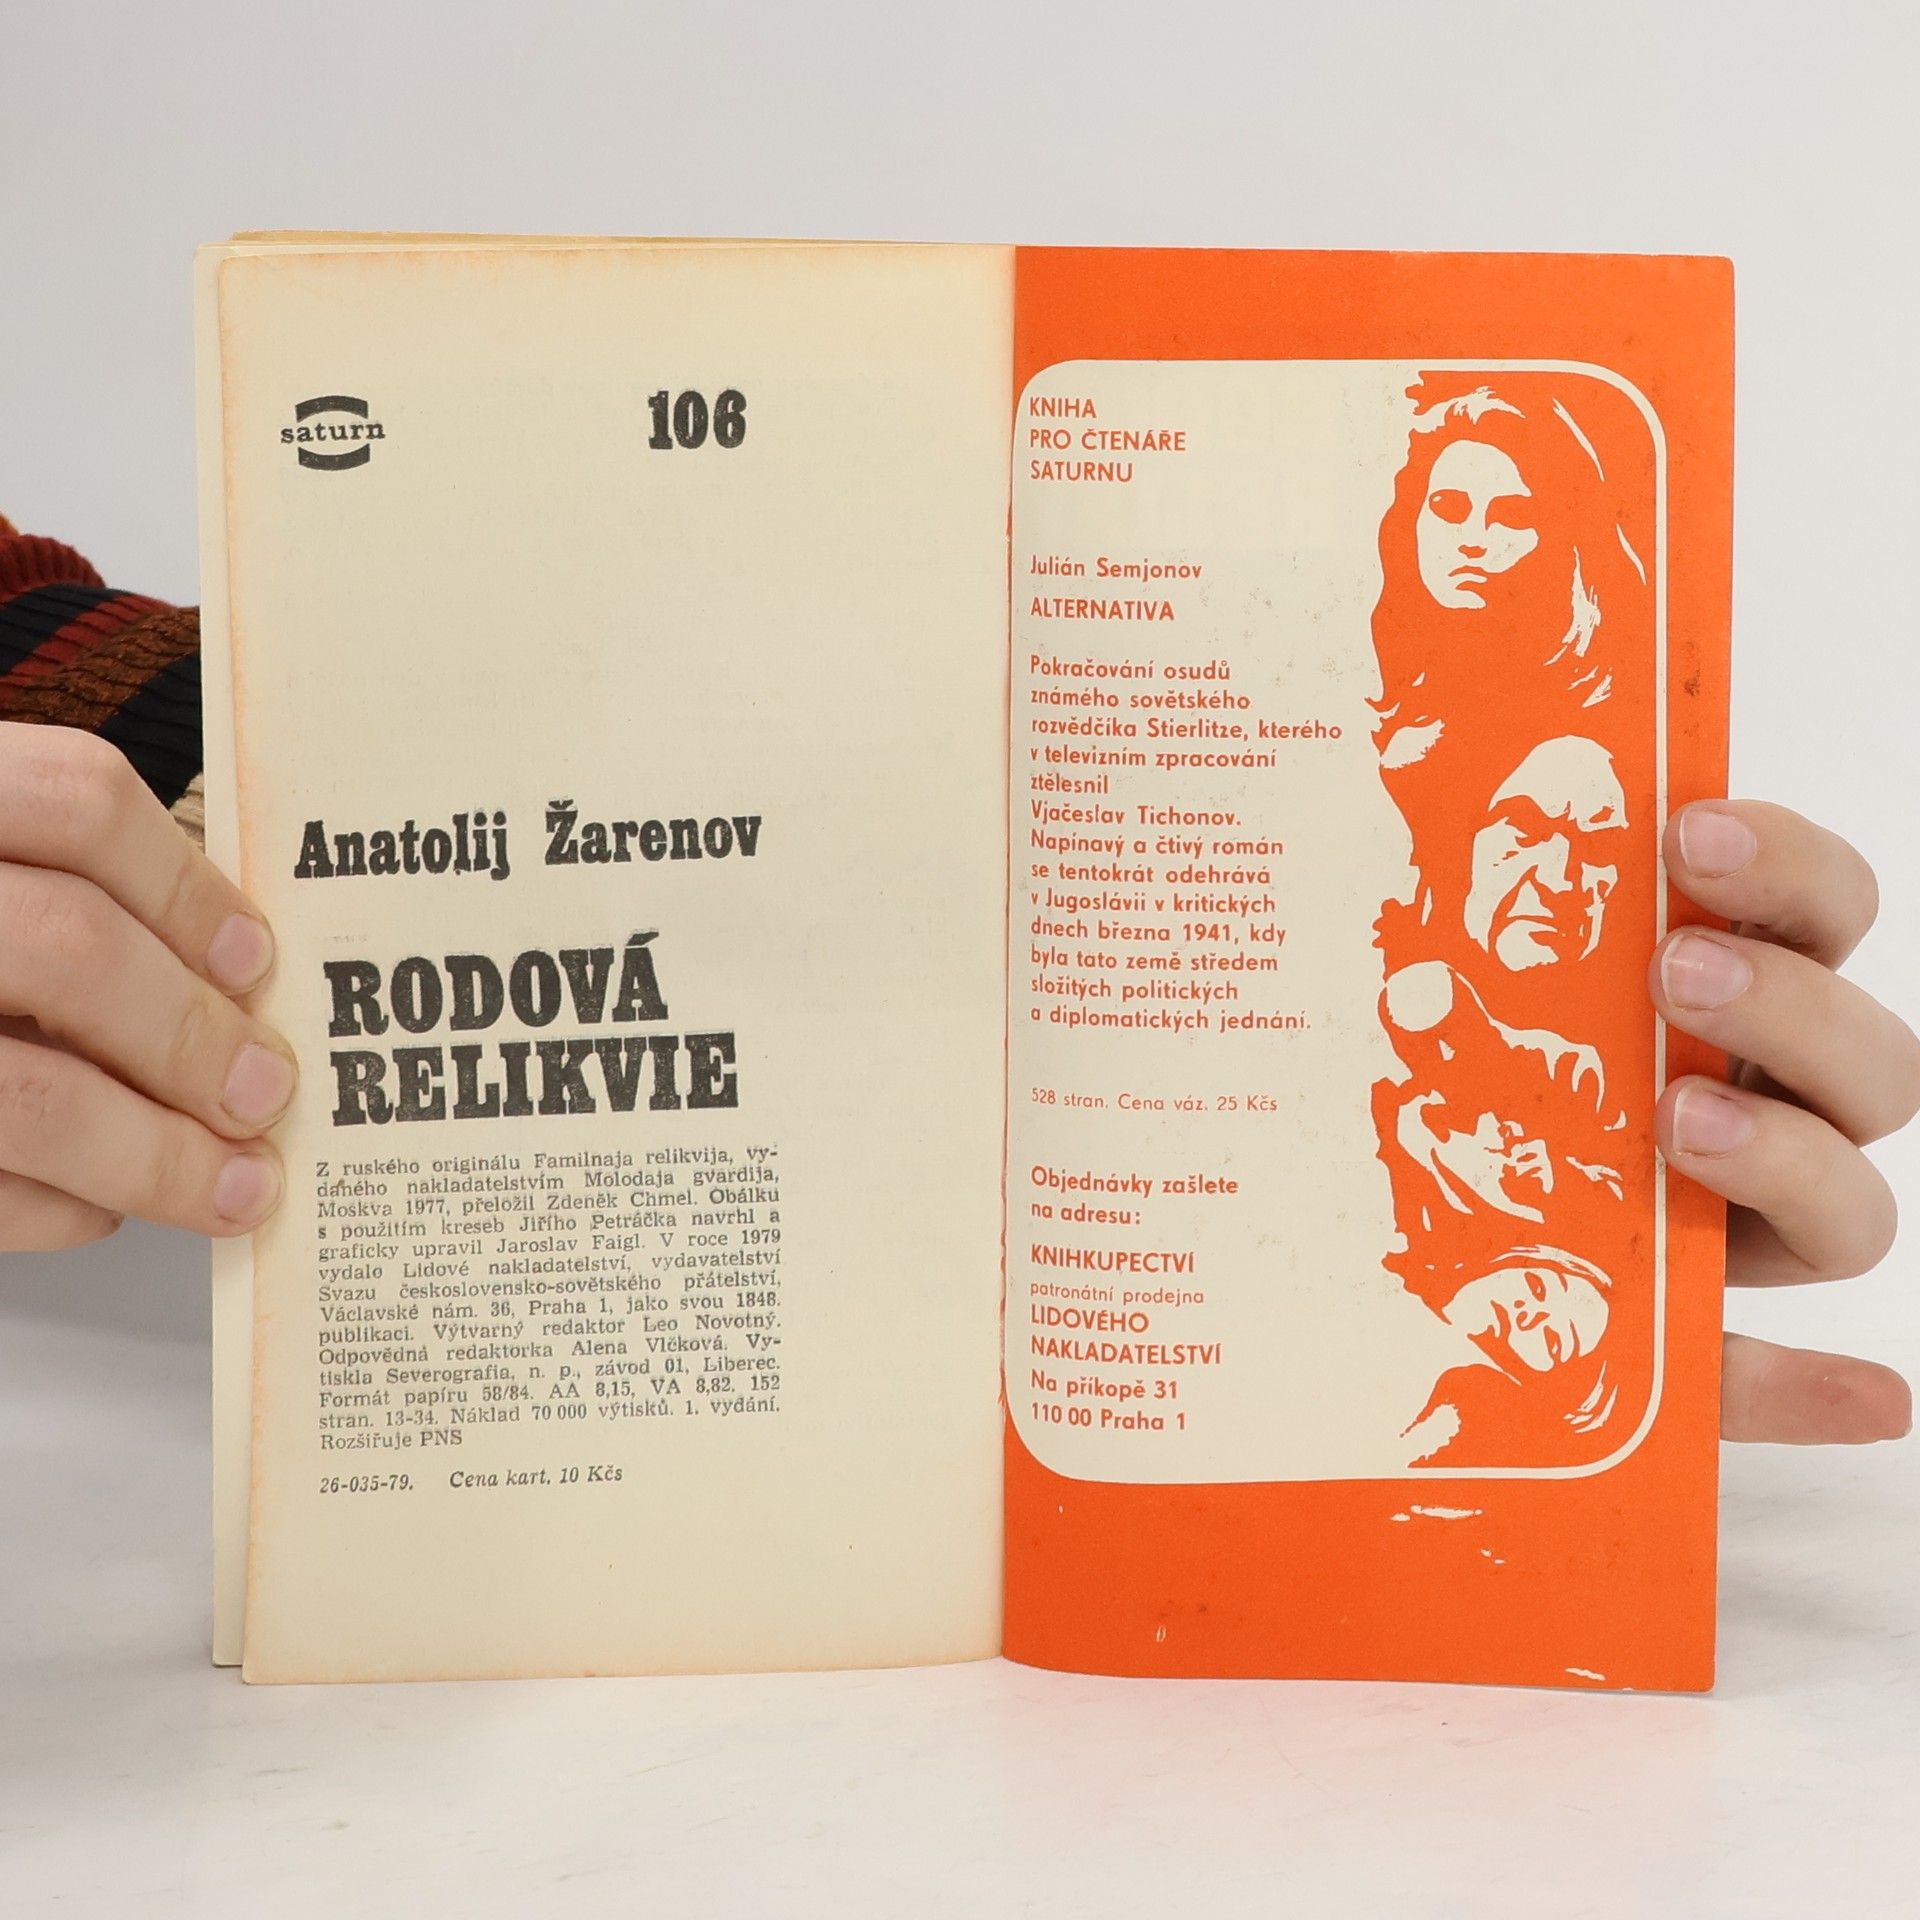 saturn
106
Anatolij Žarenov
RODOVÁ
RELIKVIE
Z ruského originálu Familnaja relikvija, vy-
daného nakladatelstvím Molodaja gvardija,
Moskva 1977, přeložil Zdeněk Chmel. Obálku
s použitím kreseb Jiřího Petráčka navrhl a
graficky upravil Jaroslav Faigl. V roce 1979
vydalo Lidové nakladatelství, vydavatelství
Svazu československo-sovětského přátelství,
Václavské nám. 36, Praha 1, jako svou 1848.
publikaci. Výtvarný redaktor Leo Novotný.
Odpovědná redaktorka Alena Vlčková. Vy-
tiskla Severografia, n. p., závod 01, Liberec.
Formát papíru 58/84. AA 8,15, VA 8,82. 152
stran. 13-34. Náklad 70 000 výtisků. 1. vydání.
Rozšiřuje PNS
26-035-79. Cena kart. 10 Kčs
KNIHA
PRO ČTENÁŘE
SATURNU
Julián Semjonov
ALTERNATIVA
Pokračování osudů
známého sovětského
rozvědčíka Stierlitze, kterého
v televizním zpracování
ztělesnil
Vjačeslav Tichonov.
Napínavý a čtivý román
se tentokrát odehrává
v Jugoslávii v kritických
dnech března 1941, kdy
byla tato země středem
složitých politických
a diplomatických jednání.
528 stran. Cena váz. 25 Kčs
Objednávky zašlete
na adresu:
KNIHKUPECTVÍ
patronátní prodejna
LIDOVÉHO
NAKLADATELSTVÍ
Na příkopě 31
110 00 Praha 1